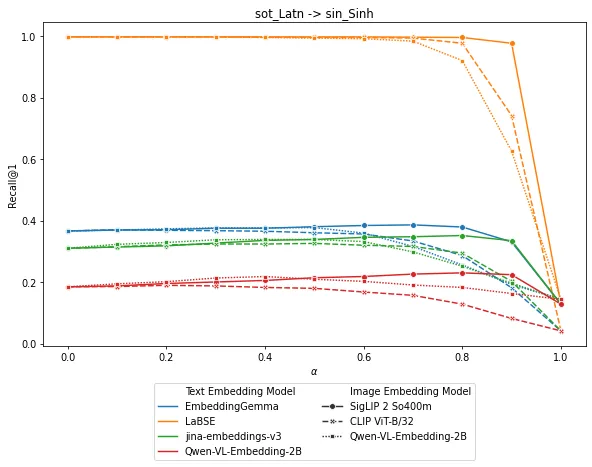 sot_Latn -> sin_Sinh
Recall@1
1.0
0.8
0.6
0.4
0.2
0.0
0.0 0.2 0.4 0.6 0.8 1.0
α
Text Embedding Model
EmbeddingGemma
LaBSE
jina-embeddings-v3
Qwen-VL-Embedding-2B
Image Embedding Model
SigLIP 2 So400m
CLIP ViT-B/32
Qwen-VL-Embedding-2B